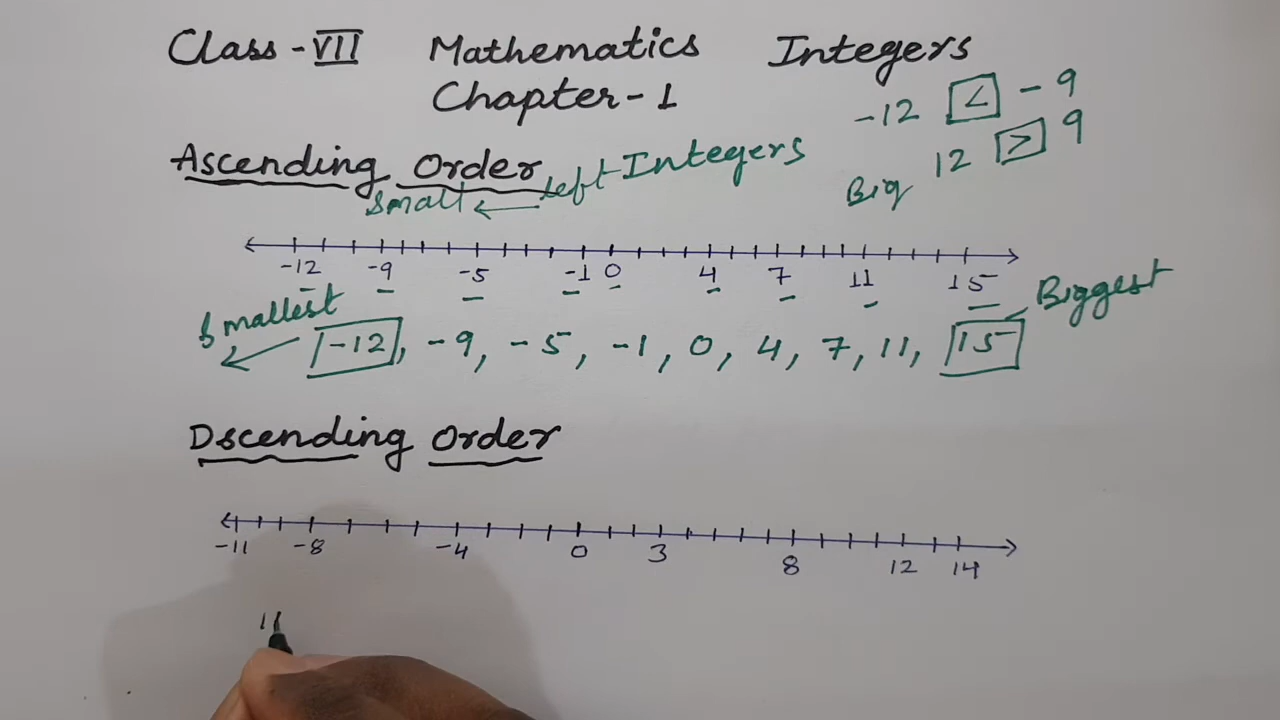 Class - VII Mathematics Integers
Chapter - 1
-12 < -9
12 > 9
Big
Ascending Order Integers
Small ← left
-12 -9 -5 -1 0 4 7 11 15
Smallest Biggest
-12, -9, -5, -1, 0, 4, 7, 11, 15
Dscending Order
-11 -8 -4 0 3 8 12 14